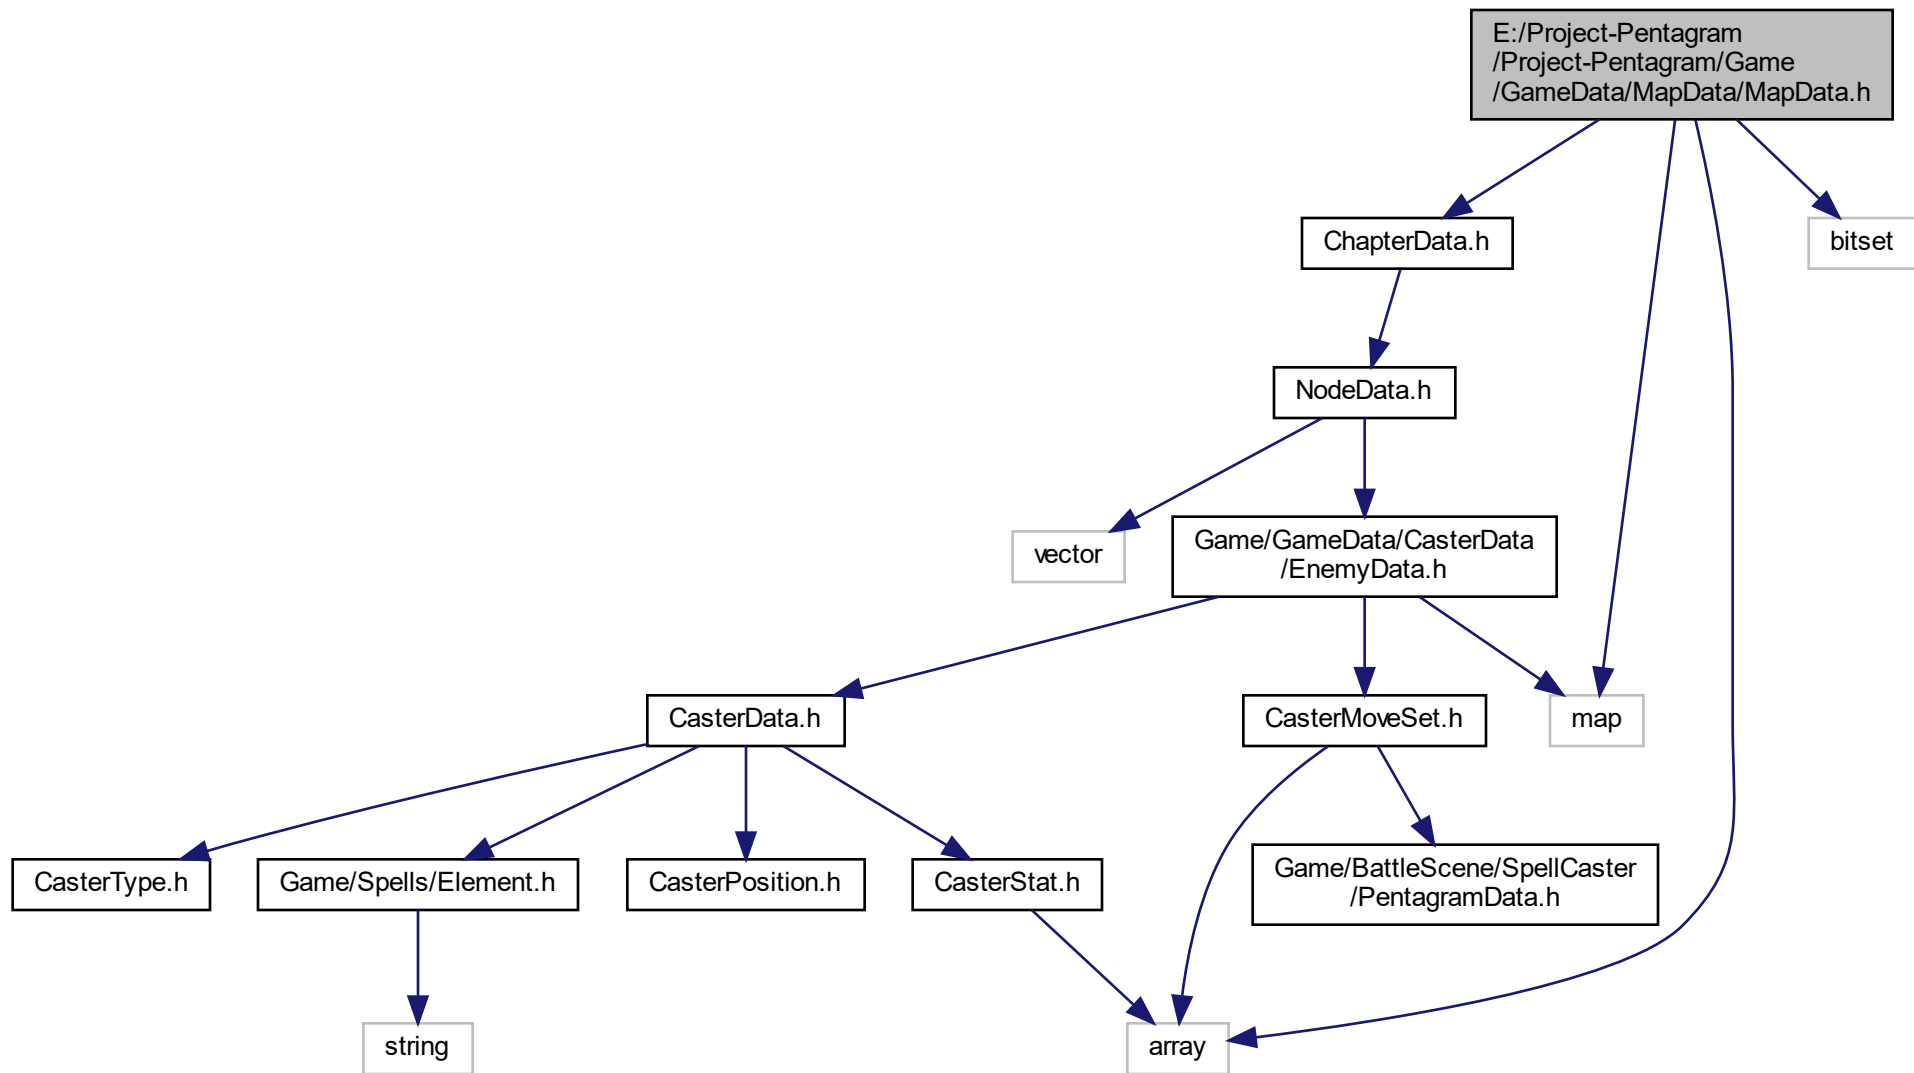 E:/Project-Pentagram
/Project-Pentagram/Game
/GameData/MapData/MapData.h
ChapterData.h
bitset
NodeData.h
vector
Game/GameData/CasterData
/EnemyData.h
CasterData.h
CasterMoveSet.h
map
CasterType.h
Game/Spells/Element.h
CasterPosition.h
CasterStat.h
Game/BattleScene/SpellCaster
/PentagramData.h
string
array